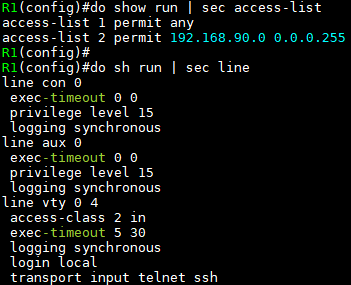 R1(config)#do show run | sec access-list
access-list 1 permit any
access-list 2 permit 192.168.90.0 0.0.0.255
R1(config)#
R1(config)#do sh run | sec line
line con 0
 exec-timeout 0 0
 privilege level 15
 logging synchronous
line aux 0
 exec-timeout 0 0
 privilege level 15
 logging synchronous
line vty 0 4
 access-class 2 in
 exec-timeout 5 30
 logging synchronous
 login local
 transport input telnet ssh